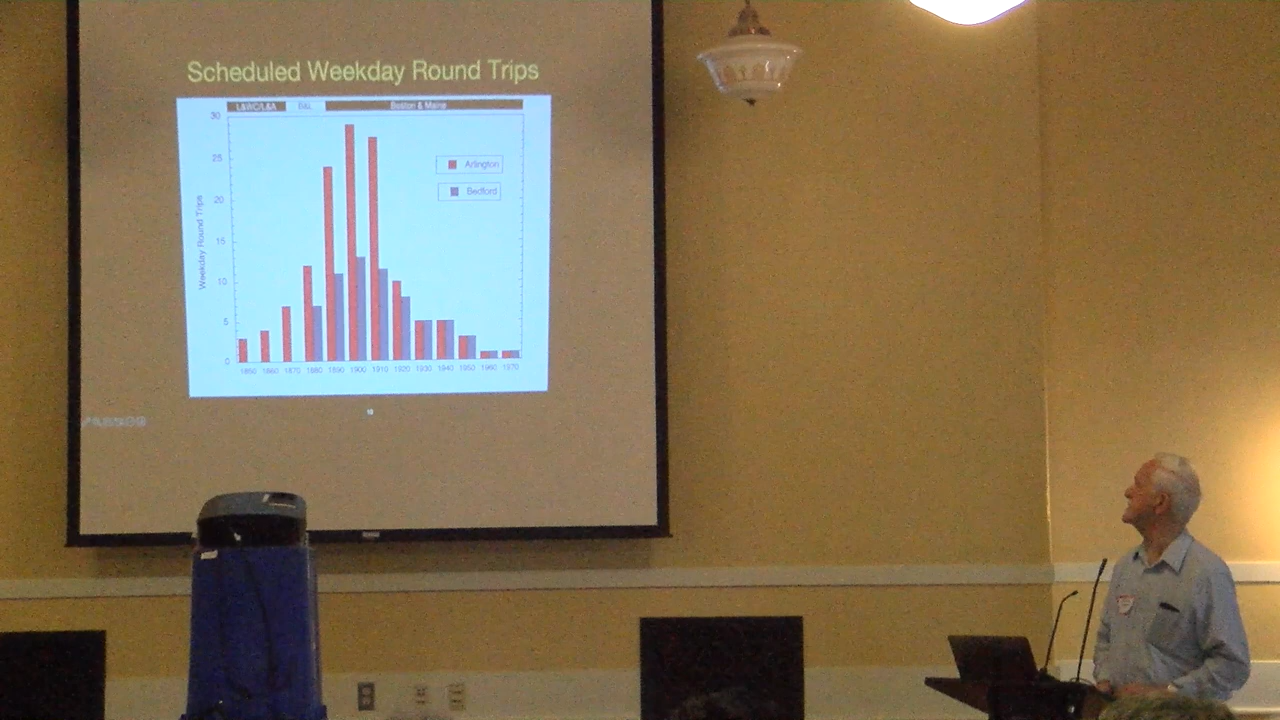 Scheduled Weekday Round Trips
L&WC/L&A B&L Boston & Maine
30
25
20
15
10
5
0
Weekday Round Trips
Arlington
Bedford
1850 1860 1870 1880 1890 1900 1910 1920 1930 1940 1950 1960 1970